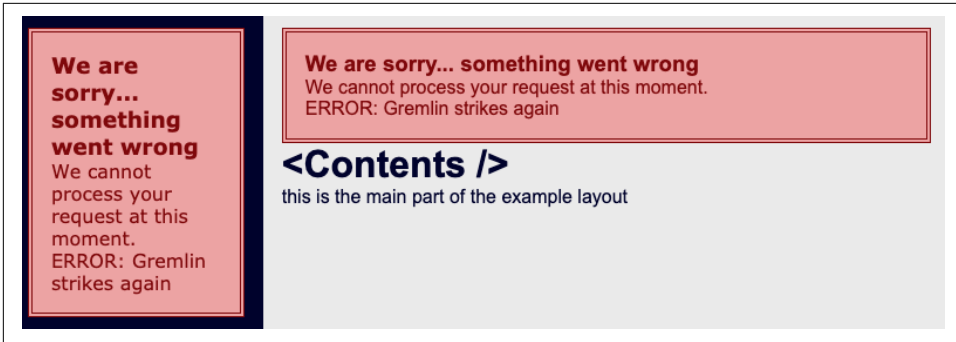 We are
sorry...
something
went wrong
We cannot
process your
request at this
moment.
ERROR: Gremlin
strikes again
We are sorry... something went wrong
We cannot process your request at this moment.
ERROR: Gremlin strikes again
<Contents />
this is the main part of the example layout